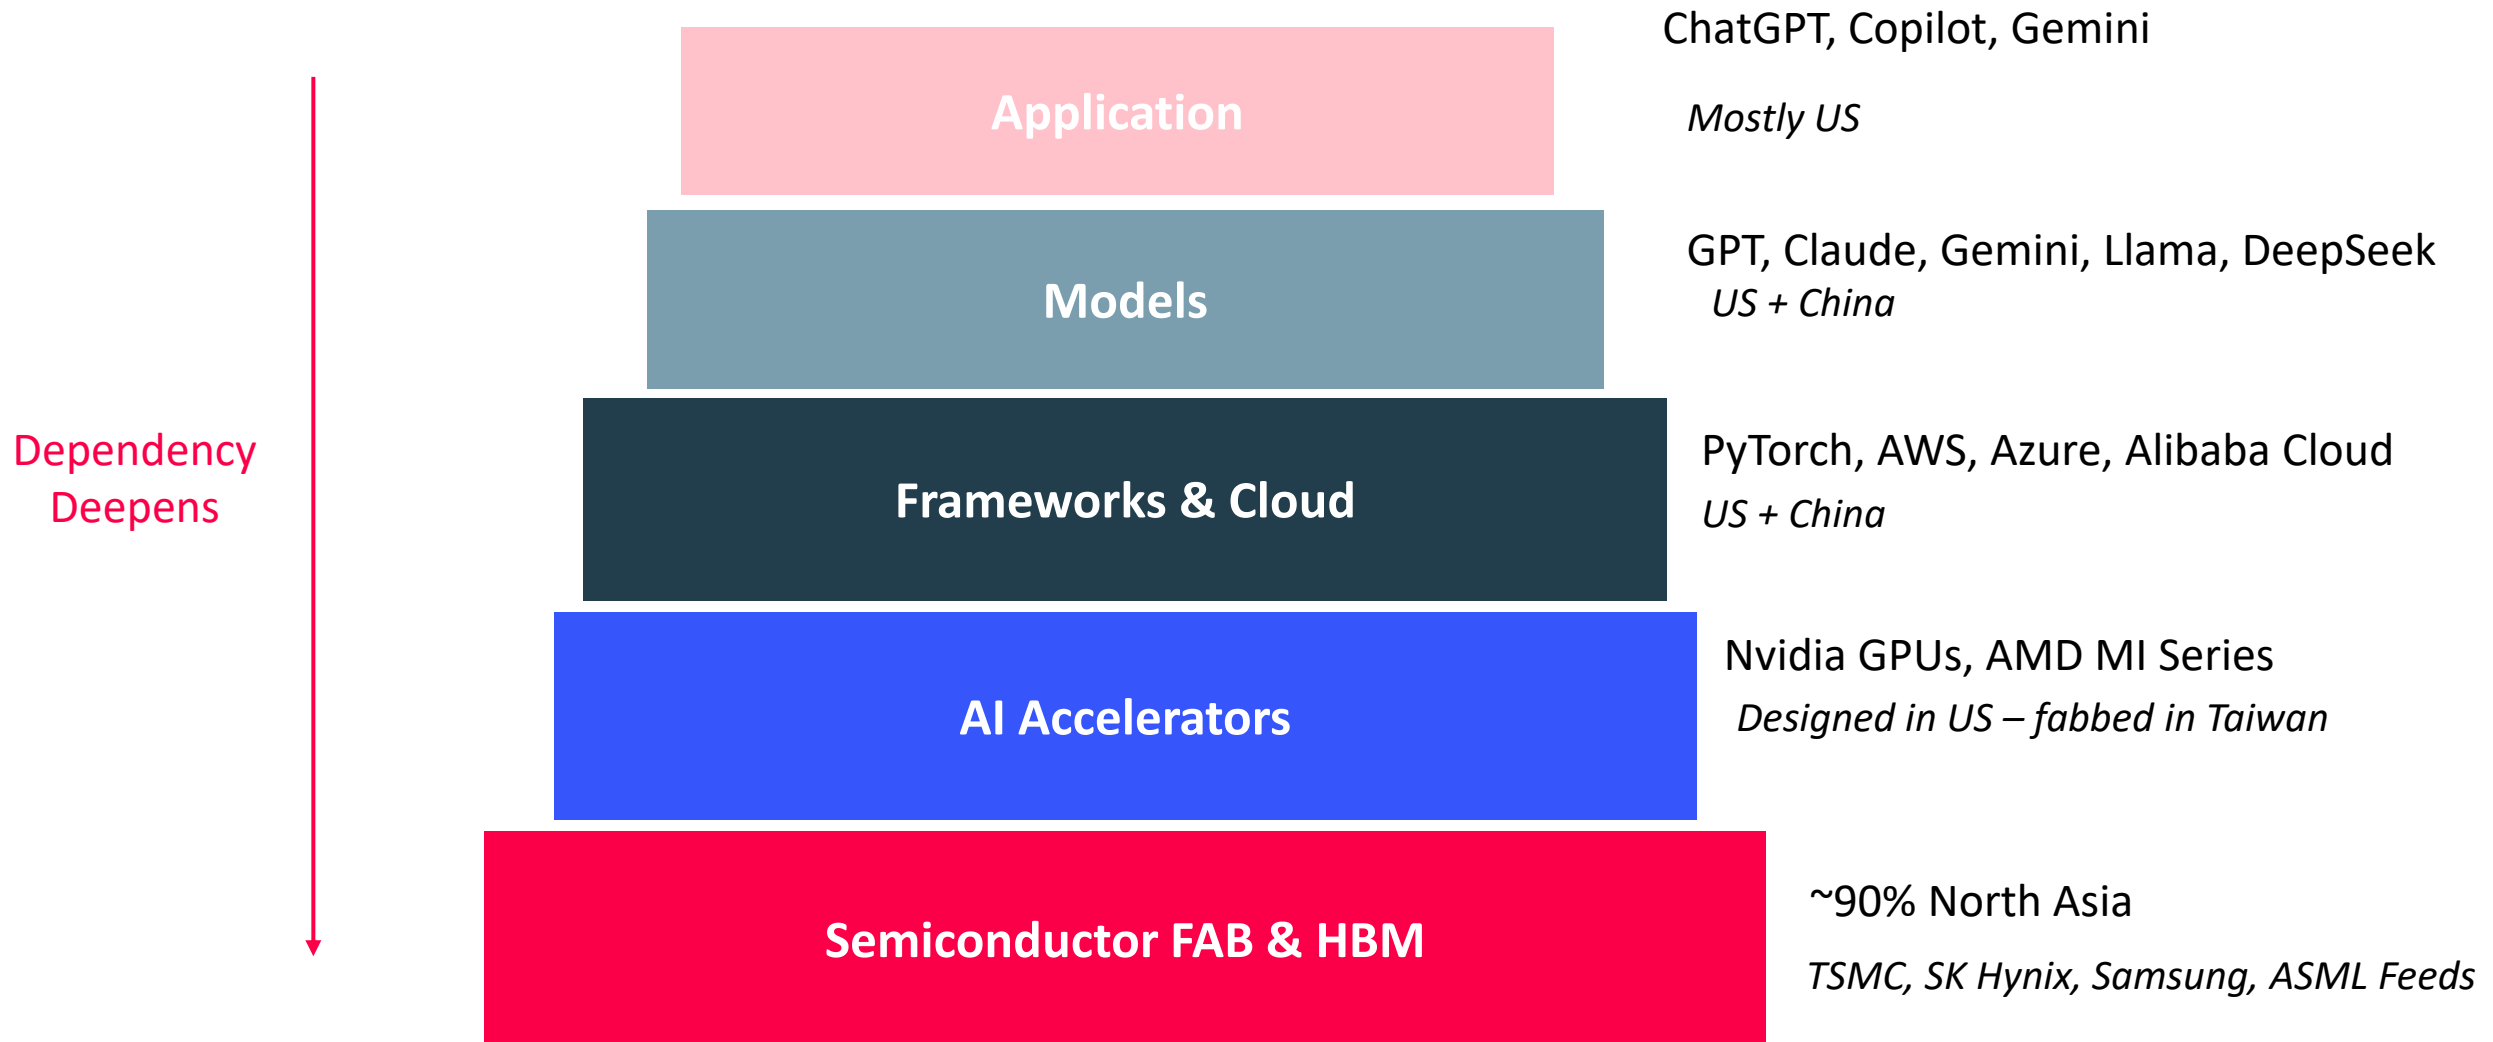 ChatGPT, Copilot, Gemini
Application
Mostly US
GPT, Claude, Gemini, Llama, DeepSeek
Models
US + China
Dependency
Deepens
PyTorch, AWS, Azure, Alibaba Cloud
Frameworks & Cloud
US + China
Nvidia GPUs, AMD MI Series
AI Accelerators
Designed in US – fabbed in Taiwan
~90% North Asia
Semiconductor FAB & HBM
TSMC, SK Hynix, Samsung, ASML Feeds